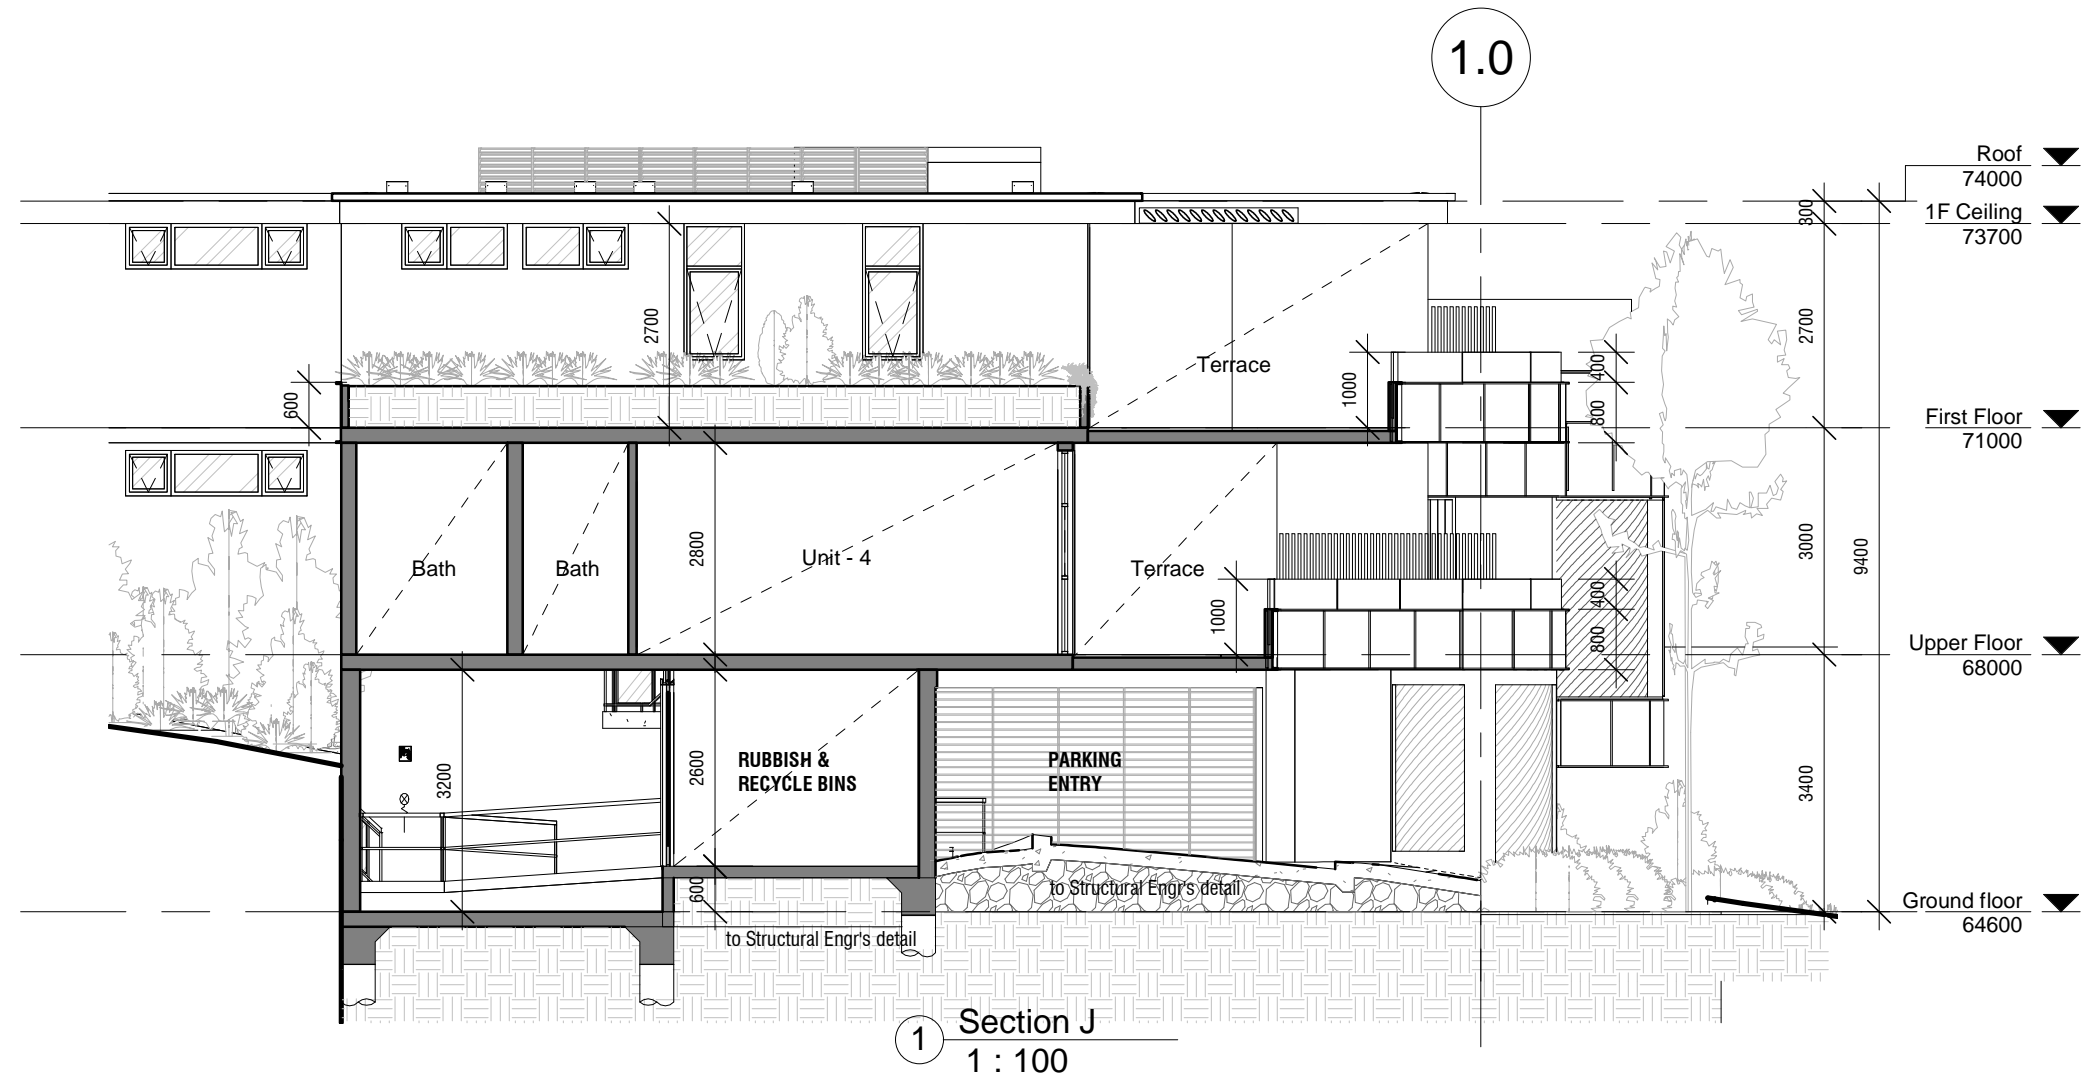 1.0
Roof
74000
300
1F Ceiling
73700
2700
2700
Terrace
1000
400
600
800
First Floor
71000
Bath
Bath
2800
Unit - 4
Terrace
1000
400
800
3000
9400
Upper Floor
68000
3200
2600
RUBBISH &
RECYCLE BINS
PARKING
ENTRY
3400
600
to Structural Engr's detail
Ground floor
64600
to Structural Engr's detail
1
Section J
1 : 100